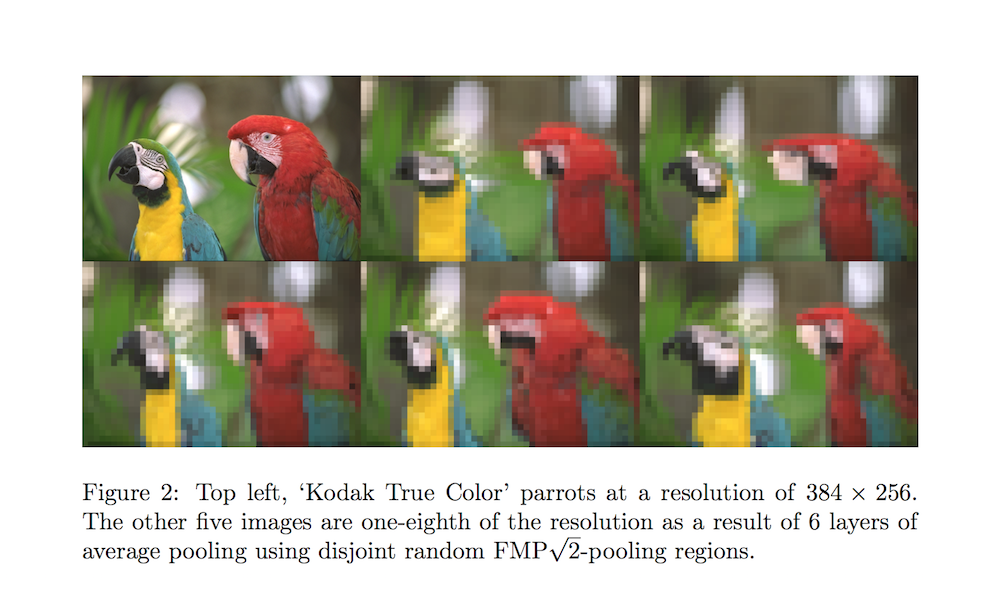 Figure 2: Top left, ‘Kodak True Color’ parrots at a resolution of 384 × 256.
The other five images are one-eighth of the resolution as a result of 6 layers of
average pooling using disjoint random FMP√2-pooling regions.